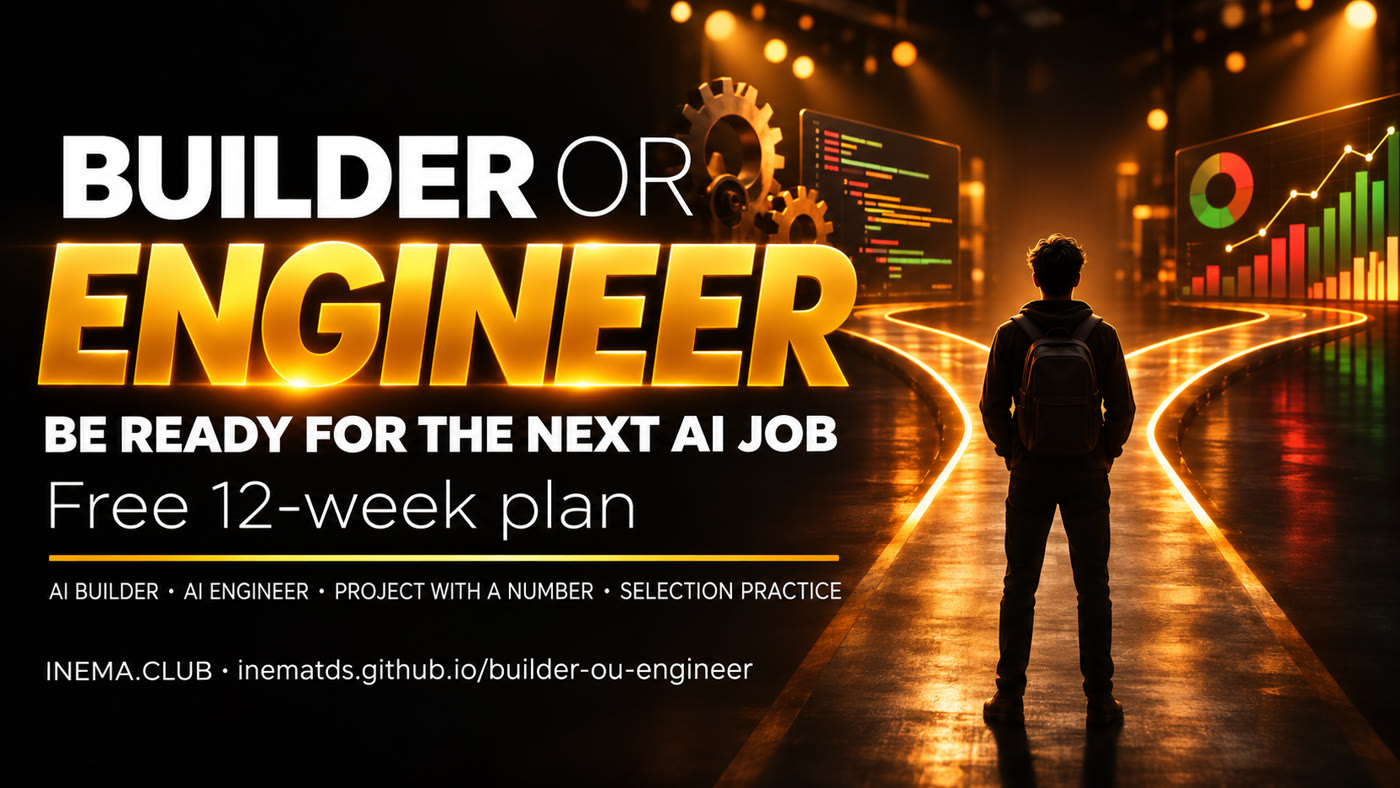 BUILDER OR
ENGINEER
BE READY FOR THE NEXT AI JOB
Free 12-week plan
AI BUILDER • AI ENGINEER • PROJECT WITH A NUMBER • SELECTION PRACTICE
INEMA.CLUB • inematds.github.io/builder-ou-engineer